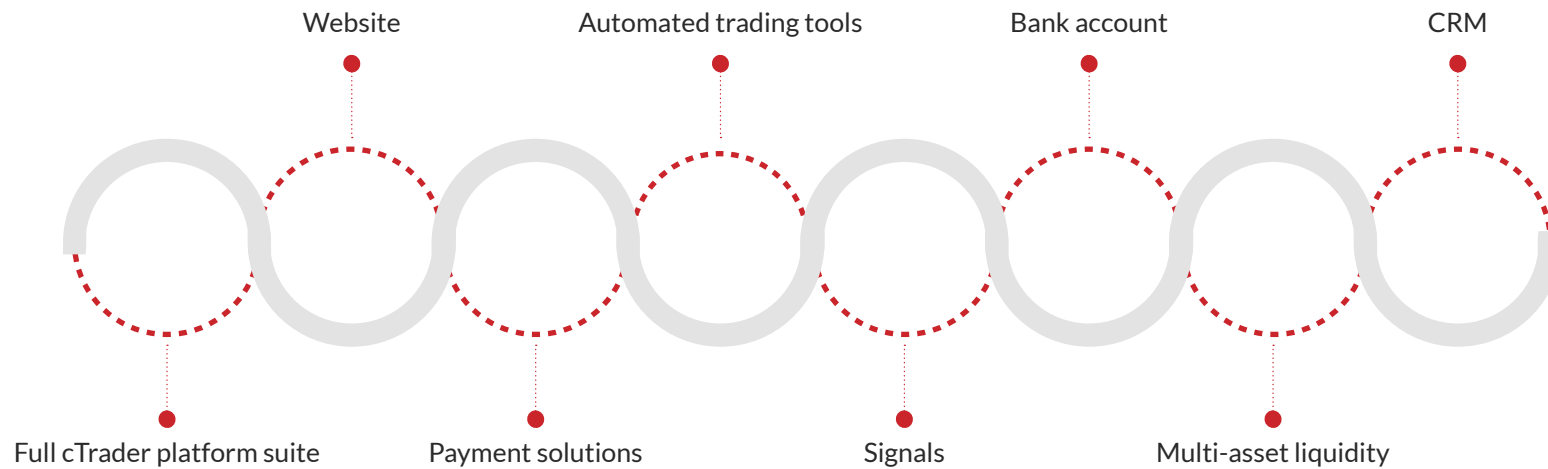 Website
Automated trading tools
Bank account
CRM
Full cTrader platform suite
Payment solutions
Signals
Multi-asset liquidity